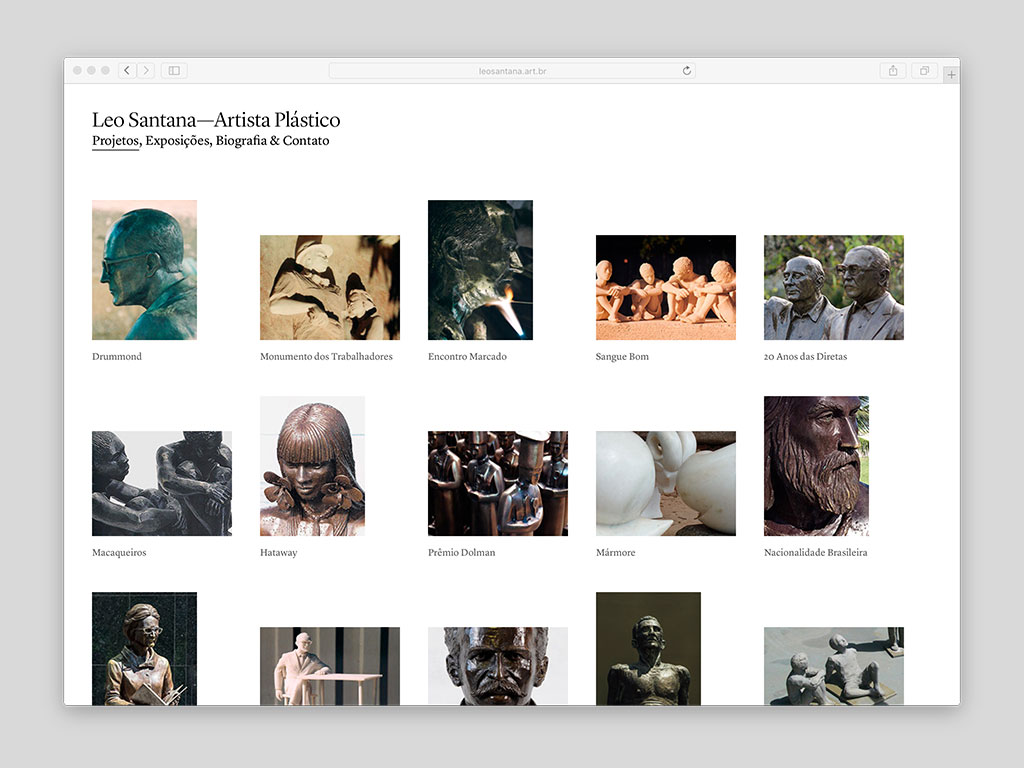 leosantana.art.br
Leo Santana—Artista Plástico
Projetos, Exposições, Biografia & Contato
Drummond
Monumento dos Trabalhadores
Encontro Marcado
Sangue Bom
20 Anos das Diretas
Macaqueiros
Hataway
Prêmio Dolman
Mármore
Nacionalidade Brasileira